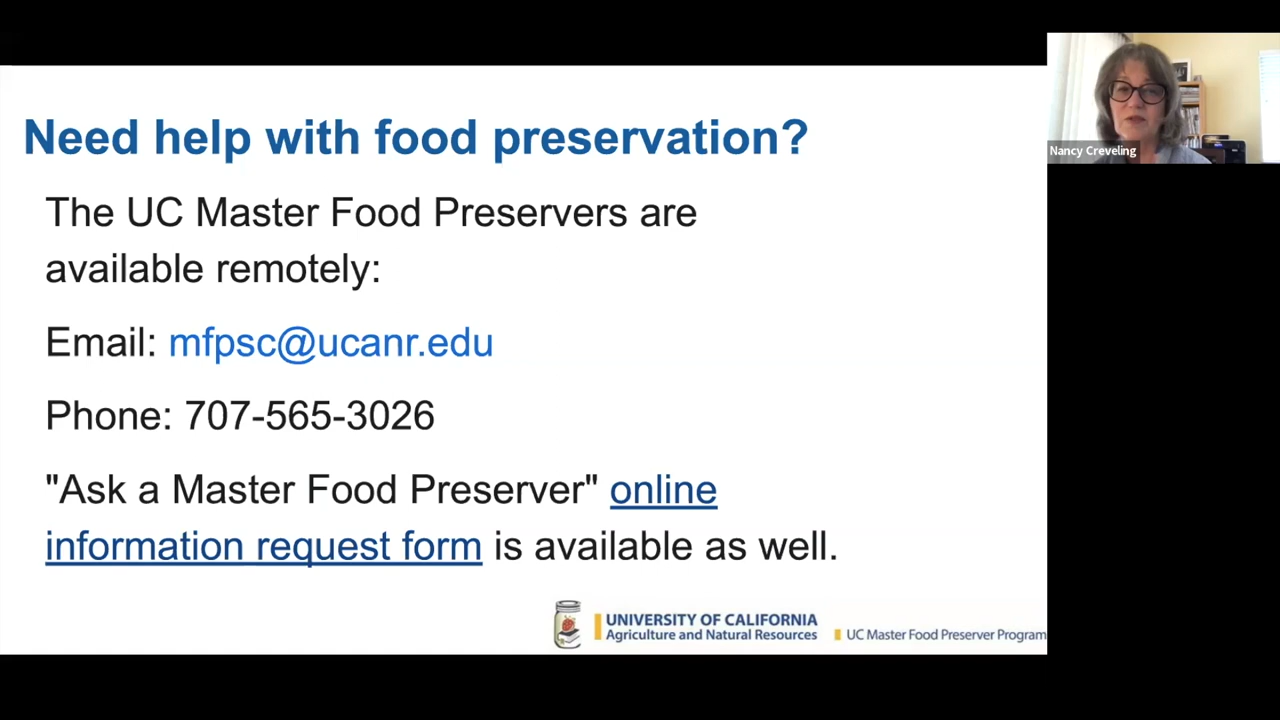 Need help with food preservation?
The UC Master Food Preservers are
available remotely:
Email: mfpsc@ucanr.edu
Phone: 707-565-3026
"Ask a Master Food Preserver" online
information request form is available as well.
UNIVERSITY OF CALIFORNIA
Agriculture and Natural Resources
UC Master Food Preserver Program
Nancy Creveling